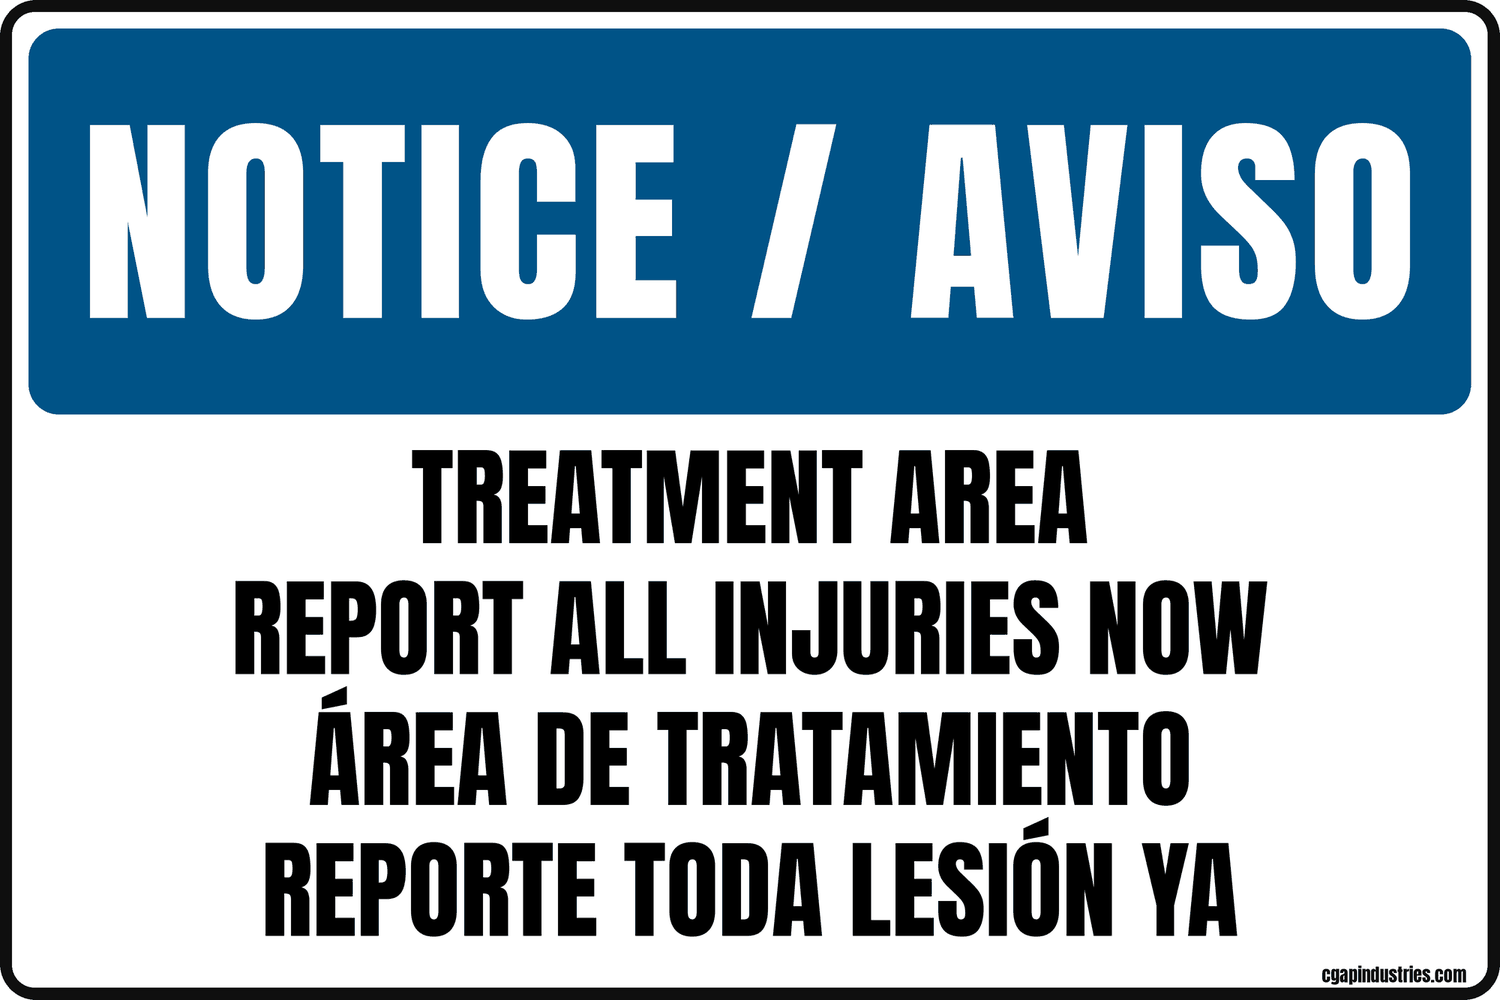 NOTICE / AVISO
TREATMENT AREA
REPORT ALL INJURIES NOW
ÁREA DE TRATAMIENTO
REPORTE TODA LESIÓN YA
cgapindustries.com